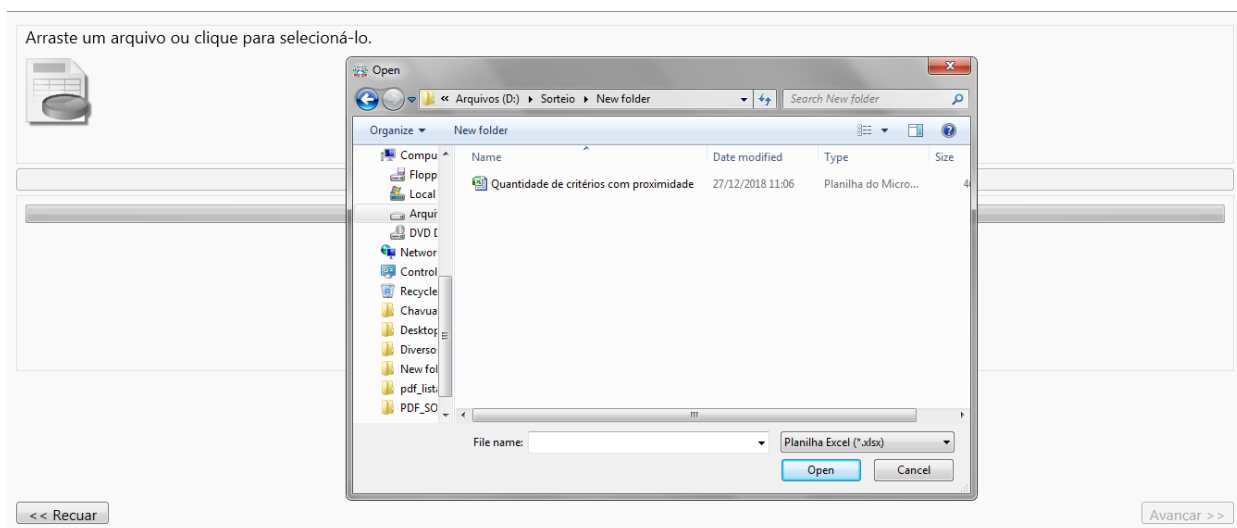 Arraste um arquivo ou clique para selecioná-lo.
Open
« Arquivos (D:) Sorteio New folder
Search New folder
Organize
New folder
Compu
Name
Date modified
Type
Size
Flopp
Quantidade de critérios com proximidade
27/12/2018 11:06
Planilha do Micro...
4
Local
Arqui
DVD D
Networ
Control
Recycle
Chavua
Desktop
Diverso
New fol
pdf_lista
PDF_SO
File name:
Planilha Excel (*.xlsx)
Open
Cancel
<< Recuar
Avançar >>